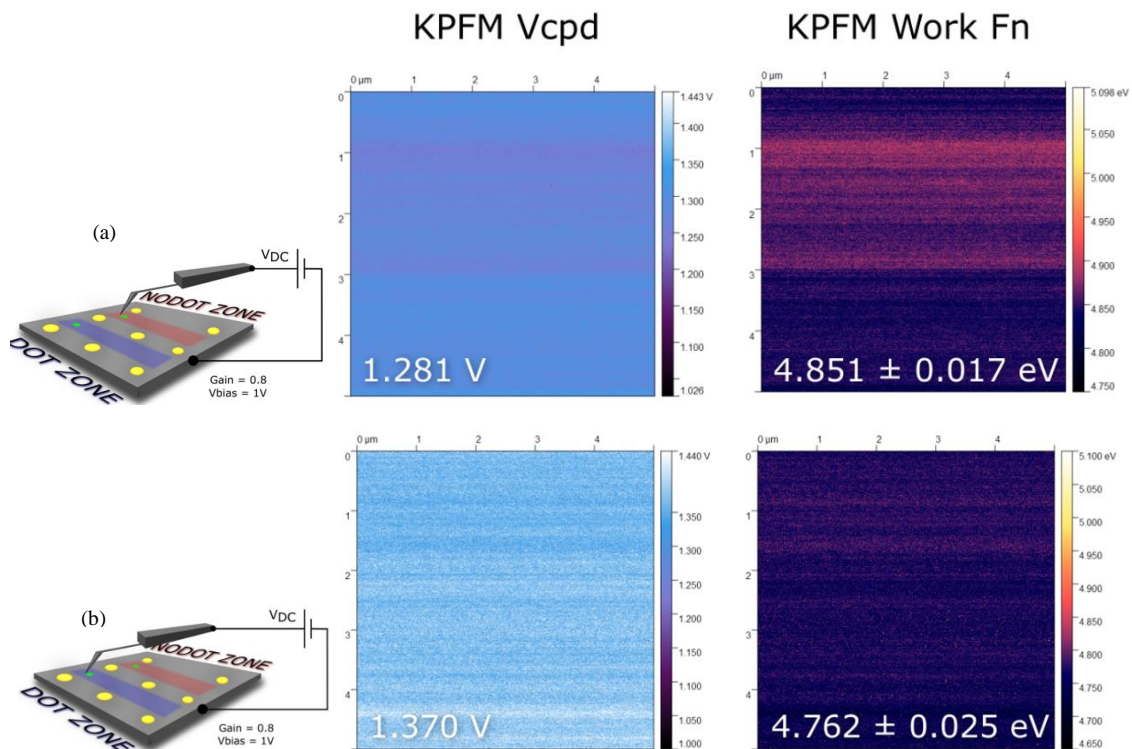 KPFM Vcpd
KPFM Work Fn
(a)
VDC
NODOT ZONE
DOT ZONE
Gain = 0.8
Vbias = 1V
0 µm 1 2 3 4
0
1
2
3
4
1.281 V
1.443 V
1.400
1.350
1.300
1.250
1.200
1.150
1.100
1.026
0 µm 1 2 3 4
0
1
2
3
4
4.851 ± 0.017 eV
5.098 eV
5.050
5.000
4.950
4.900
4.850
4.800
4.750
(b)
VDC
NODOT ZONE
DOT ZONE
Gain = 0.8
Vbias = 1V
0 µm 1 2 3 4
0
1
2
3
4
1.370 V
1.440 V
1.350
1.300
1.250
1.200
1.150
1.100
1.050
1.000
0 µm 1 2 3 4
0
1
2
3
4
4.762 ± 0.025 eV
5.100 eV
5.050
5.000
4.950
4.900
4.850
4.800
4.750
4.700
4.650